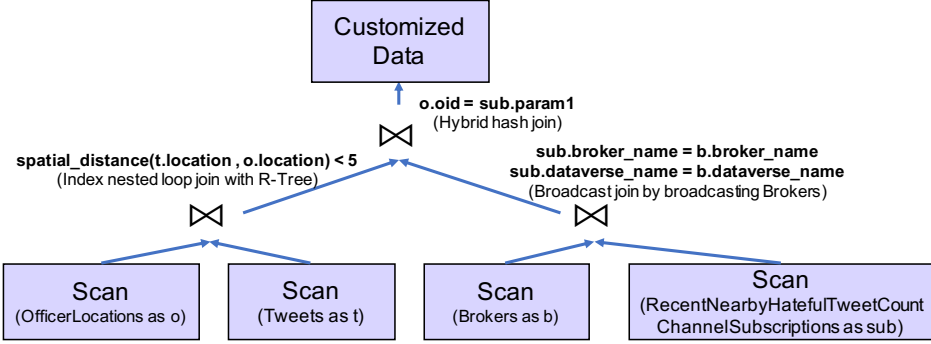 Customized
Data
o.oid = sub.param1
(Hybrid hash join)
spatial_distance(t.location , o.location) < 5
(Index nested loop join with R-Tree)
sub.broker_name = b.broker_name
sub.dataverse_name = b.dataverse_name
(Broadcast join by broadcasting Brokers)
Scan
(OfficerLocations as o)
Scan
(Tweets as t)
Scan
(Brokers as b)
Scan
(RecentNearbyHatefulTweetCount
ChannelSubscriptions as sub)